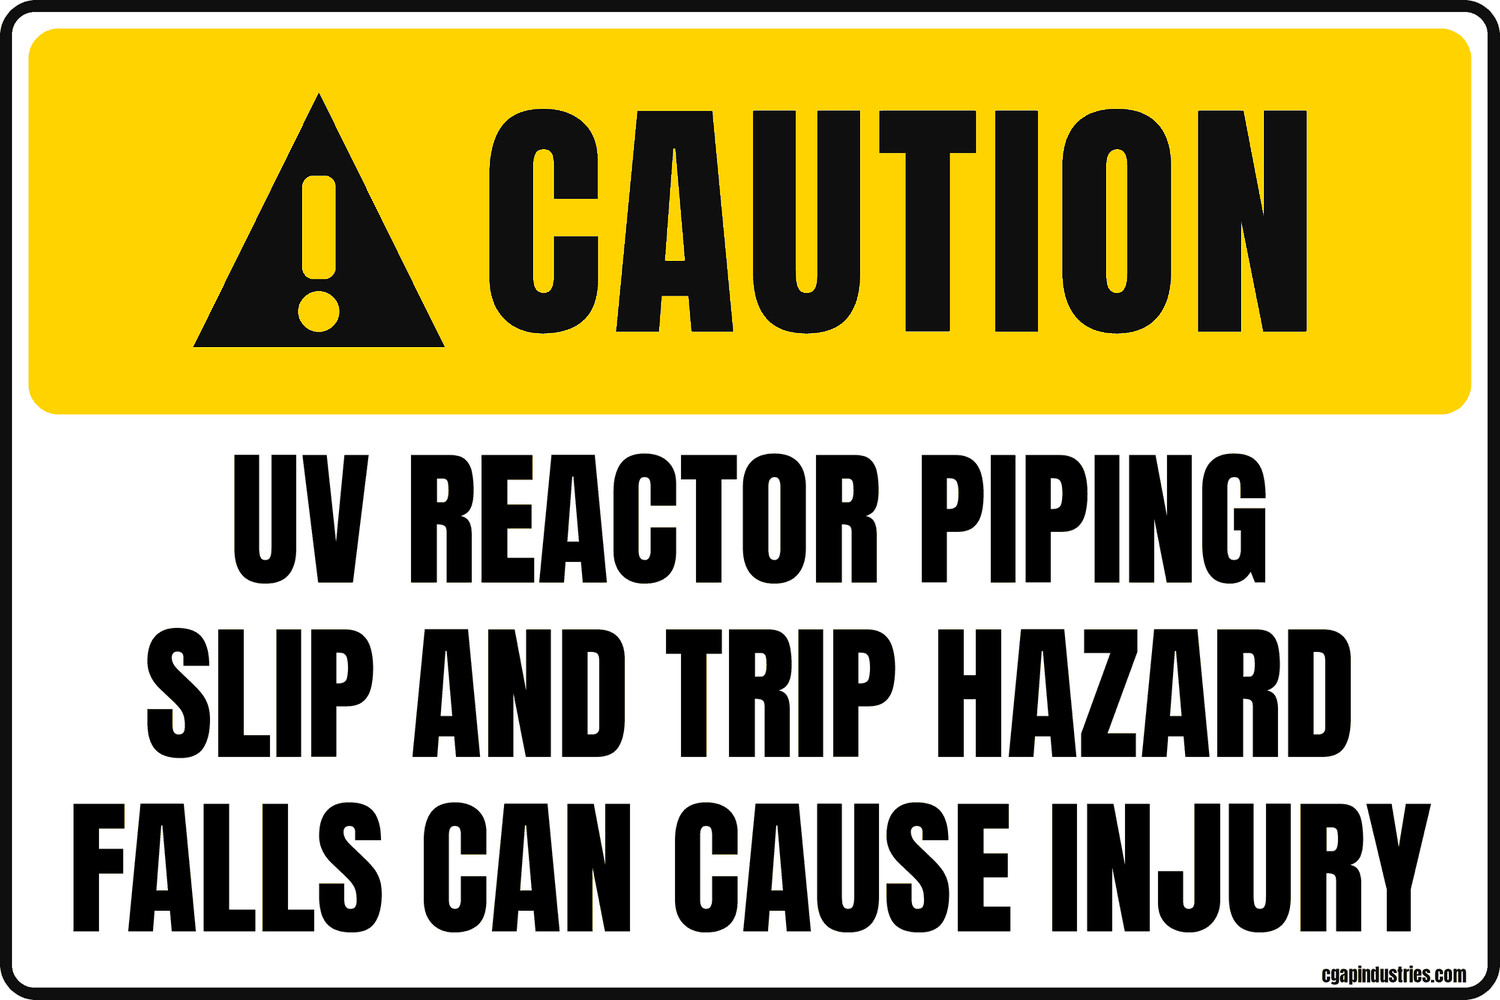 CAUTION
UV REACTOR PIPING
SLIP AND TRIP HAZARD
FALLS CAN CAUSE INJURY
cgapindustries.com